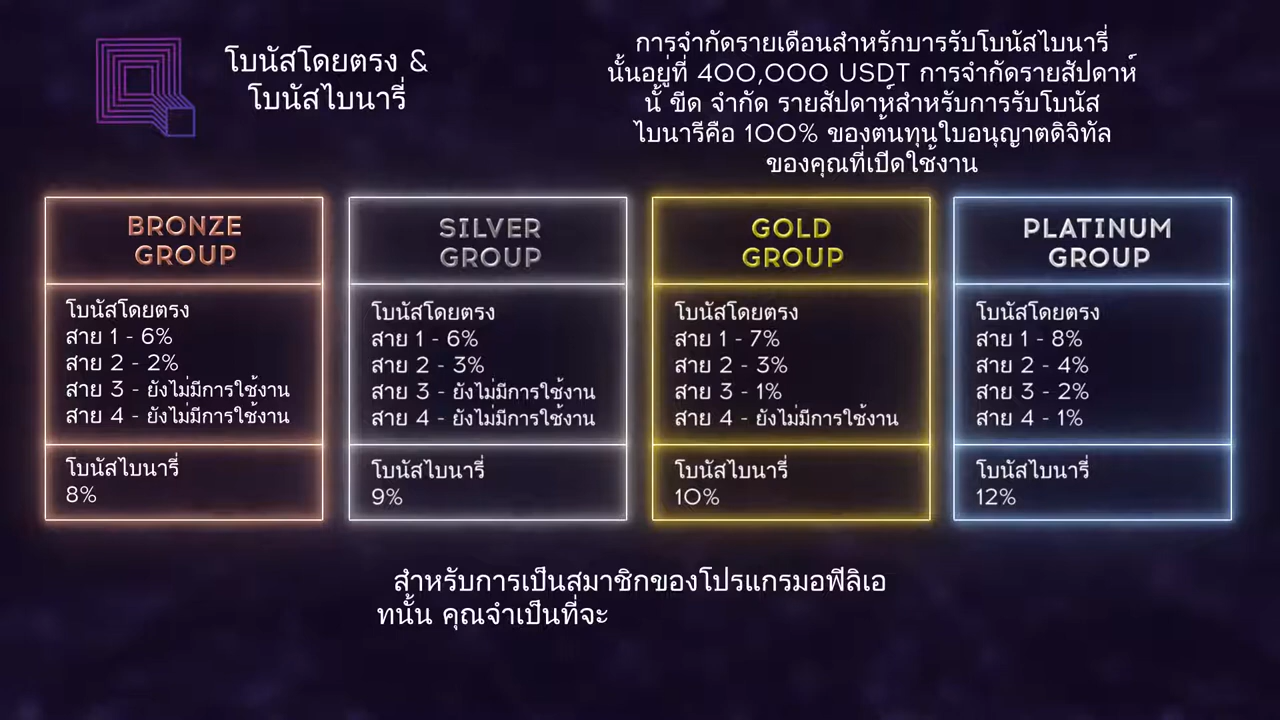 โบนัสโดยตรง &
โบนัสไบนารี่
การจำกัดรายเดือนสำหรักบารรับโบนัสไบนารี่
นั้นอยู่ที่ 400,000 USDT การจำกัดรายสัปดาห์
นั้ ขีด จำกัด รายสัปดาห์สำหรับการรับโบนัส
ไบนารีคือ 100% ของต้นทุนใบอนุญาตดิจิทัล
ของคุณที่เปิดใช้งาน
BRONZE
GROUP
โบนัสโดยตรง
สาย 1 - 6%
สาย 2 - 2%
สาย 3 - ยังไม่มีการใช้งาน
สาย 4 - ยังไม่มีการใช้งาน
โบนัสไบนารี่
8%
SILVER
GROUP
โบนัสโดยตรง
สาย 1 - 6%
สาย 2 - 3%
สาย 3 - ยังไม่มีการใช้งาน
สาย 4 - ยังไม่มีการใช้งาน
โบนัสไบนารี่
9%
GOLD
GROUP
โบนัสโดยตรง
สาย 1 - 7%
สาย 2 - 3%
สาย 3 - 1%
สาย 4 - ยังไม่มีการใช้งาน
โบนัสไบนารี่
10%
PLATINUM
GROUP
โบนัสโดยตรง
สาย 1 - 8%
สาย 2 - 4%
สาย 3 - 2%
สาย 4 - 1%
โบนัสไบนารี่
12%
สำหรับการเป็นสมาชิกของโปรแกรมอฟิลิเอ
ทนั้น คุณจำเป็นที่จะ